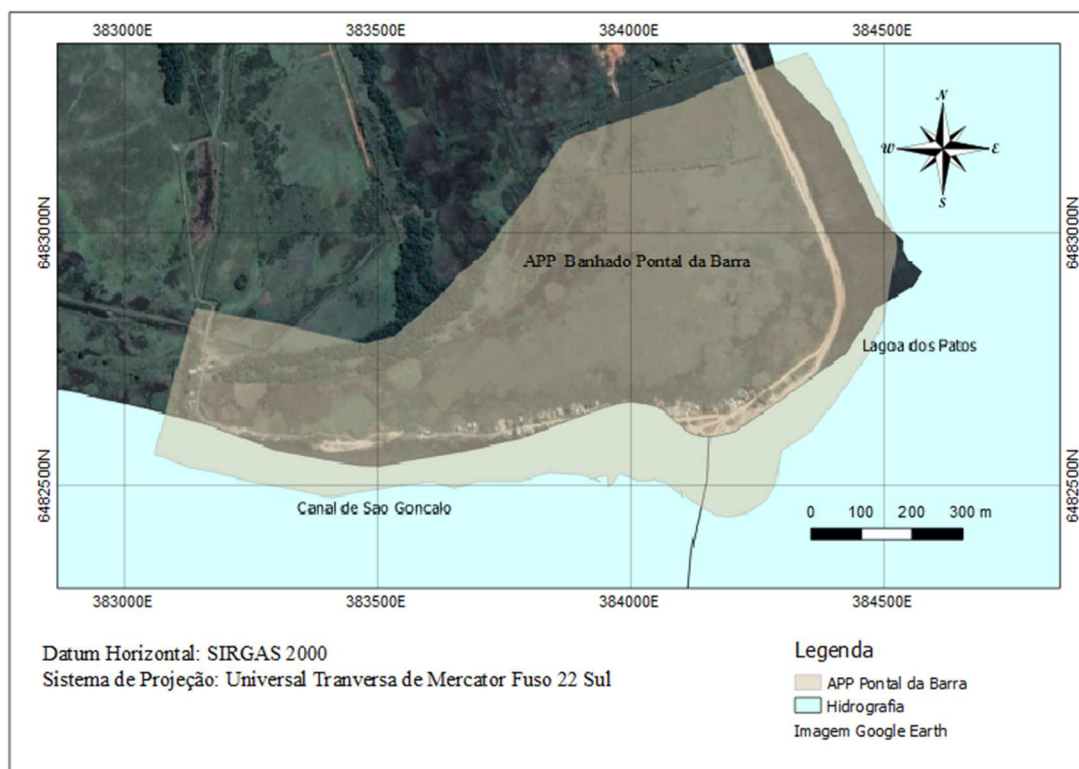 383000E 383500E 384000E 384500E
N
W E
S
6483000N 6483000N
APP Banhado Pontal da Barra
Lagoa dos Patos
6482500N 6482500N
Canal de Sao Goncalo
0 100 200 300 m
383000E 383500E 384000E 384500E
Datum Horizontal: SIRGAS 2000
Sistema de Projeção: Universal Tranversa de Mercator Fuso 22 Sul
Legenda
APP Pontal da Barra
Hidrografia
Imagem Google Earth